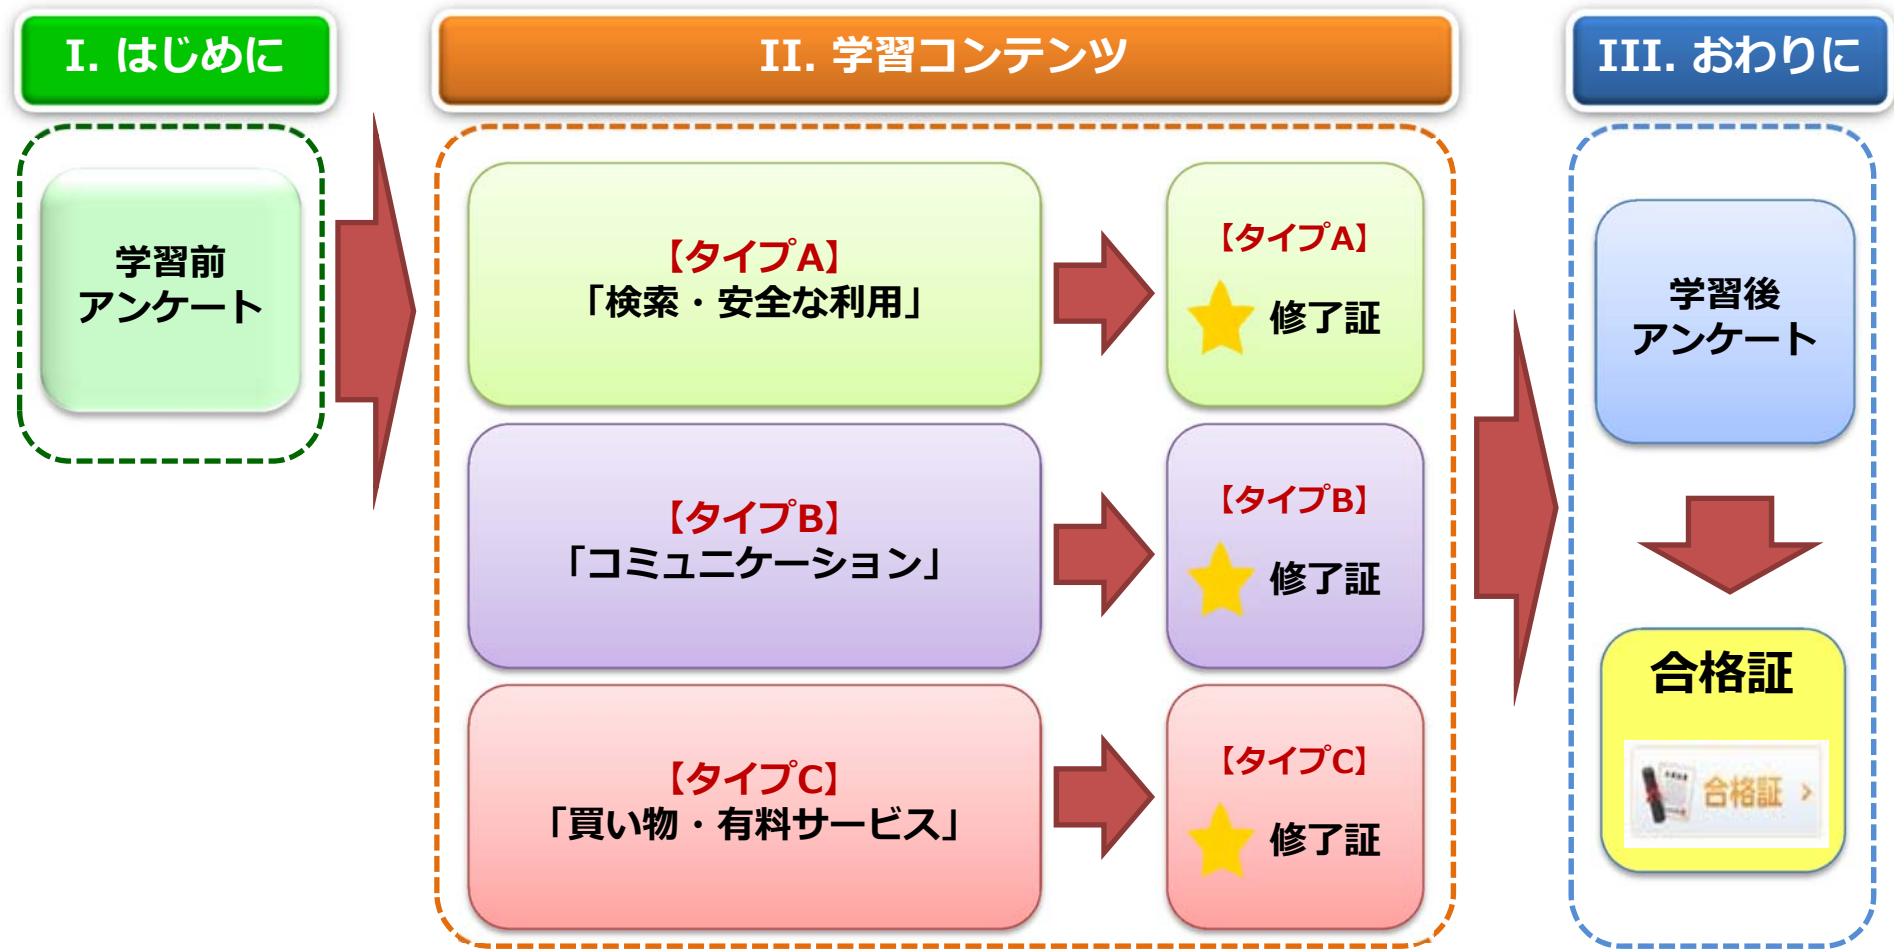 I. はじめに
II. 学習コンテンツ
III. おわりに
学習前
アンケート
【タイプA】
「検索・安全な利用」
【タイプA】
修了証
【タイプB】
「コミュニケーション」
【タイプB】
修了証
【タイプC】
「買い物・有料サービス」
【タイプC】
修了証
学習後
アンケート
合格証
合格証 >